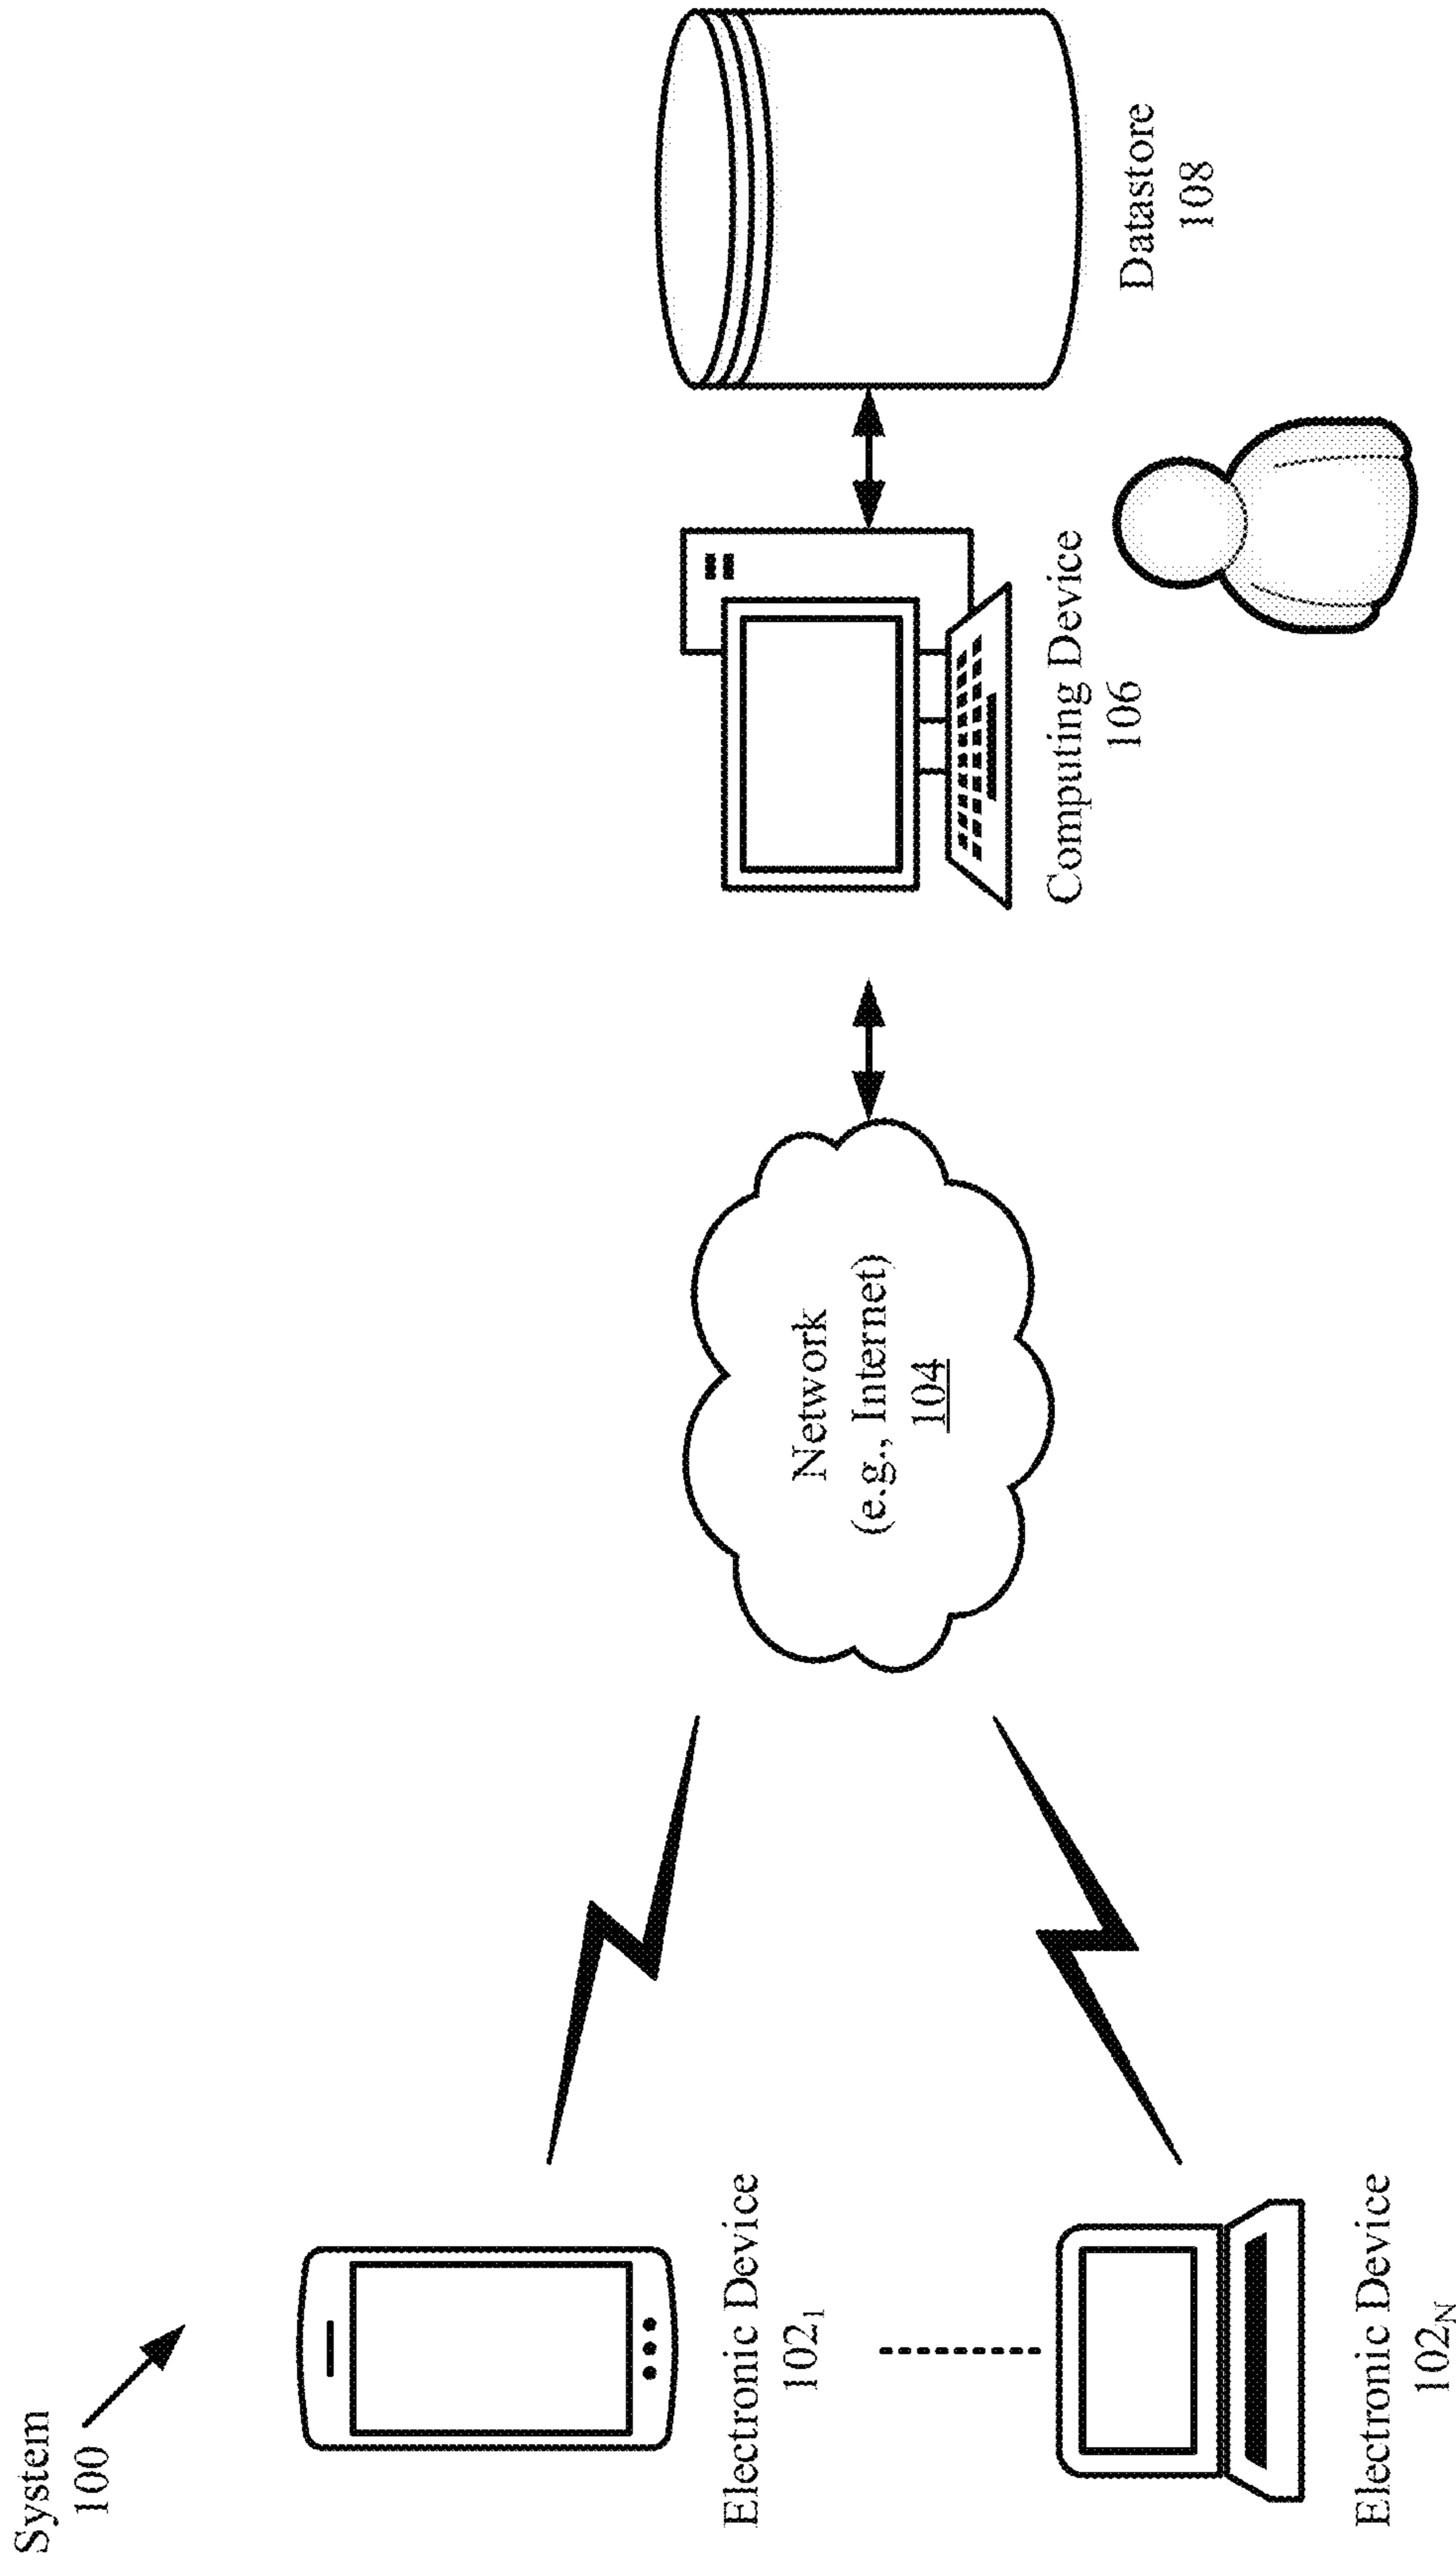 System
100
Electronic Device
102₁
Electronic Device
102ₙ
Network
(e.g., Internet)
104
Computing Device
106
Datastore
108